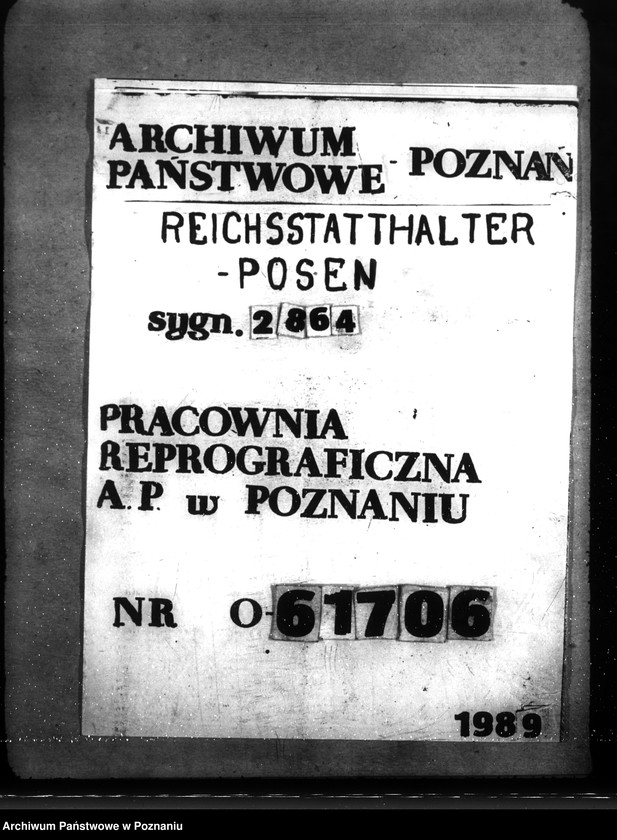 ARCHIWUM
PAŃSTWOWE - POZNAŃ
REICHSSTATTHALTER
-POSEN
sygn. 2864
PRACOWNIA
REPROGRAFICZNA
A.P. w POZNANIU
NR O-61706
1989
Archiwum Państwowe w Poznaniu